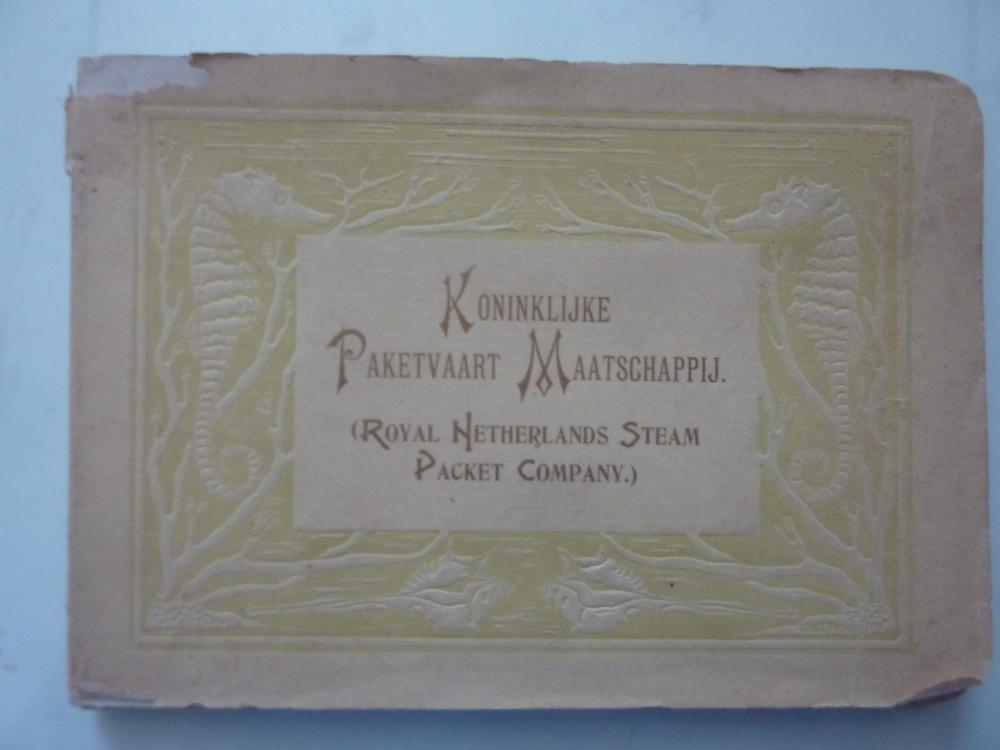 KONINKLIJKE
PAKETVAART MAATSCHAPPIJ.
(ROYAL NETHERLANDS STEAM
PACKET COMPANY.)